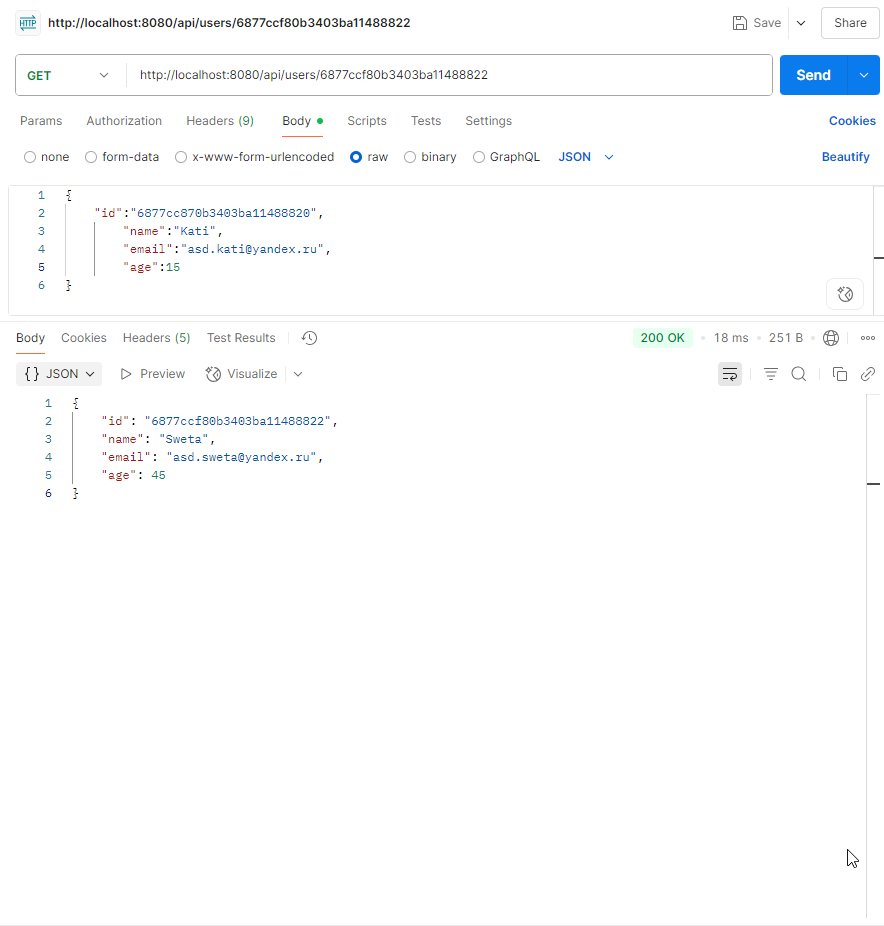 HTTP http://localhost:8080/api/users/6877ccf80b3403ba11488822 Save Share
GET http://localhost:8080/api/users/6877ccf80b3403ba11488822 Send
Params Authorization Headers (9) Body Scripts Tests Settings Cookies
none form-data x-www-form-urlencoded raw binary GraphQL JSON Beautify
1 {
2 "id":"6877cc870b3403ba11488820",
3 "name":"Kati",
4 "email":"asd.kati@yandex.ru",
5 "age":15
6 }
Body Cookies Headers (5) Test Results 200 OK • 18 ms • 251 B •
{} JSON Preview Visualize
1 {
2 "id": "6877ccf80b3403ba11488822",
3 "name": "Sweta",
4 "email": "asd.sweta@yandex.ru",
5 "age": 45
6 }